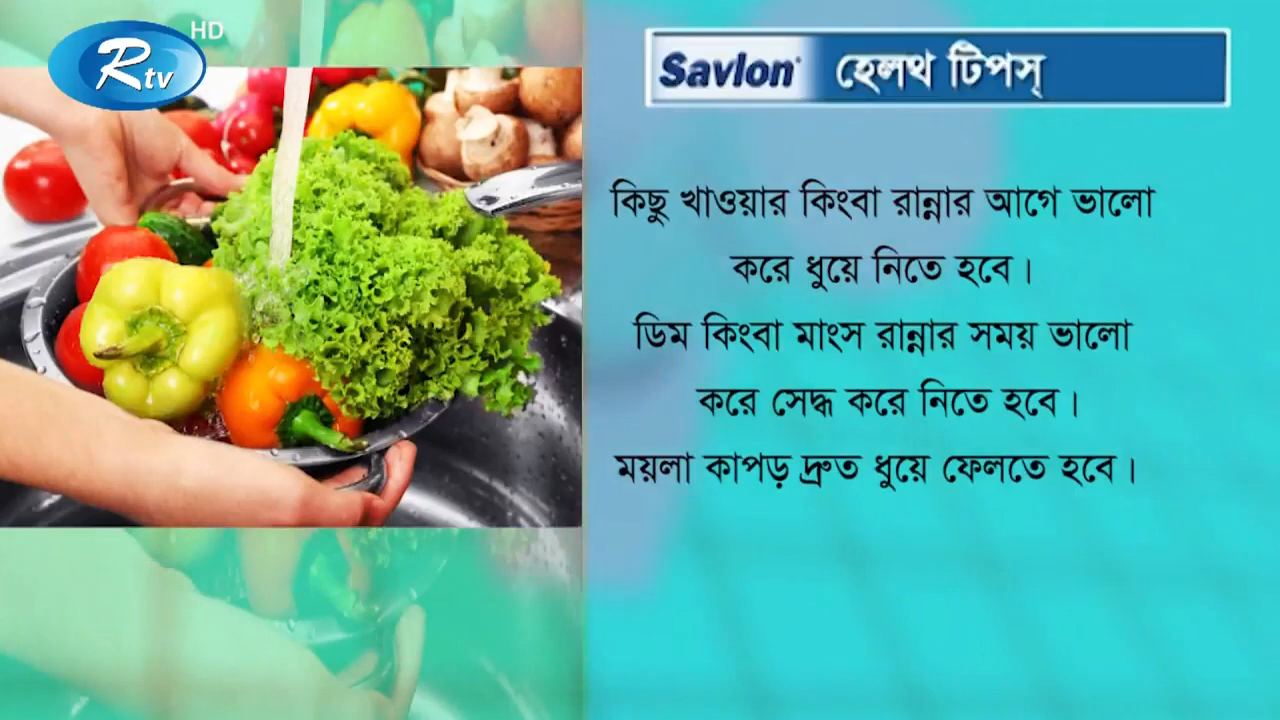 Rtv
HD
Savlon হেলথ টিপস্
কিছু খাওয়ার কিংবা রান্নার আগে ভালো
করে ধুয়ে নিতে হবে।
ডিম কিংবা মাংস রান্নার সময় ভালো
করে সেদ্ধ করে নিতে হবে।
ময়লা কাপড় দ্রুত ধুয়ে ফেলতে হবে।